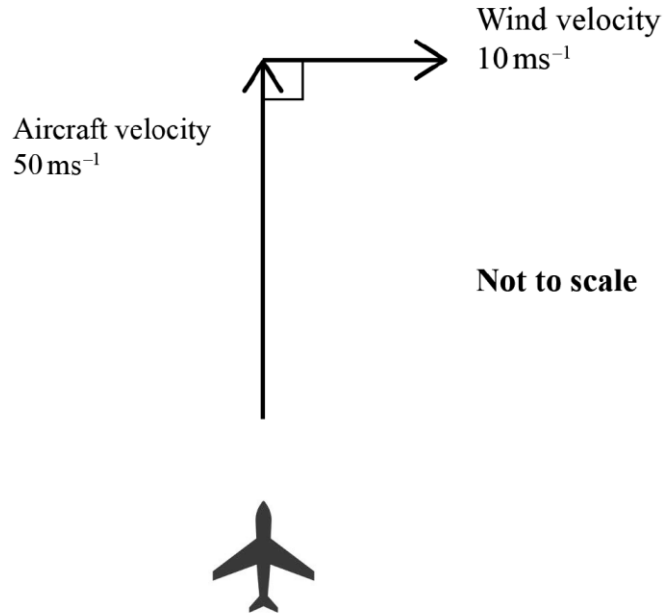 Wind velocity
10 ms⁻¹
Aircraft velocity
50 ms⁻¹
Not to scale